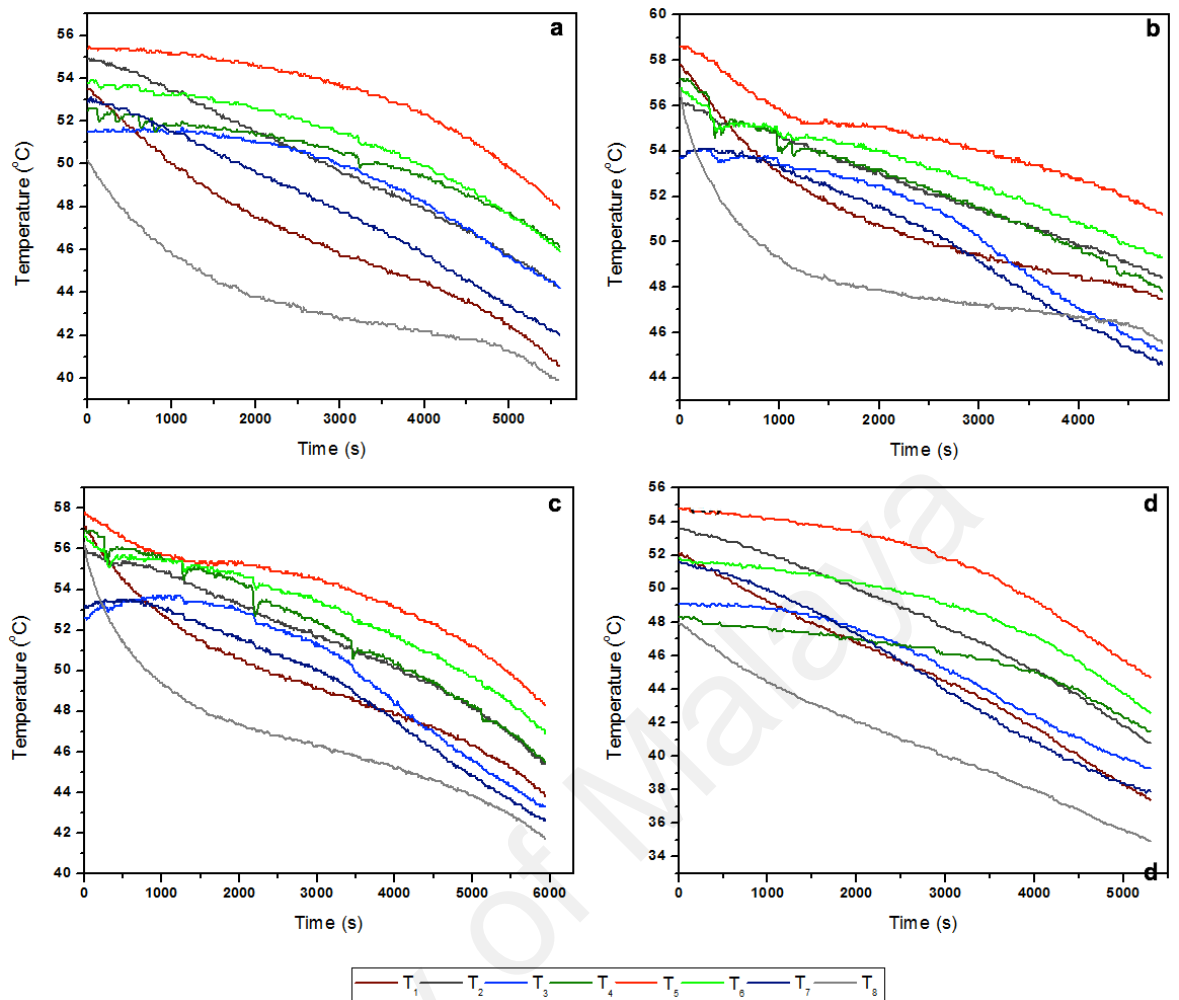 a
56
54
52
50
48
46
44
42
40
0 1000 2000 3000 4000 5000
Temperature (°C)
Time (s)
b
60
58
56
54
52
50
48
46
44
0 1000 2000 3000 4000
Temperature (°C)
Time (s)
c
58
56
54
52
50
48
46
44
42
40
0 1000 2000 3000 4000 5000 6000
Temperature (°C)
Time (s)
d
56
54
52
50
48
46
44
42
40
38
36
34
d
0 1000 2000 3000 4000 5000
Temperature (°C)
Time (s)
T₁ T₂ T₃ T₄ T₅ T₆ T₇ T₈
of Malaya